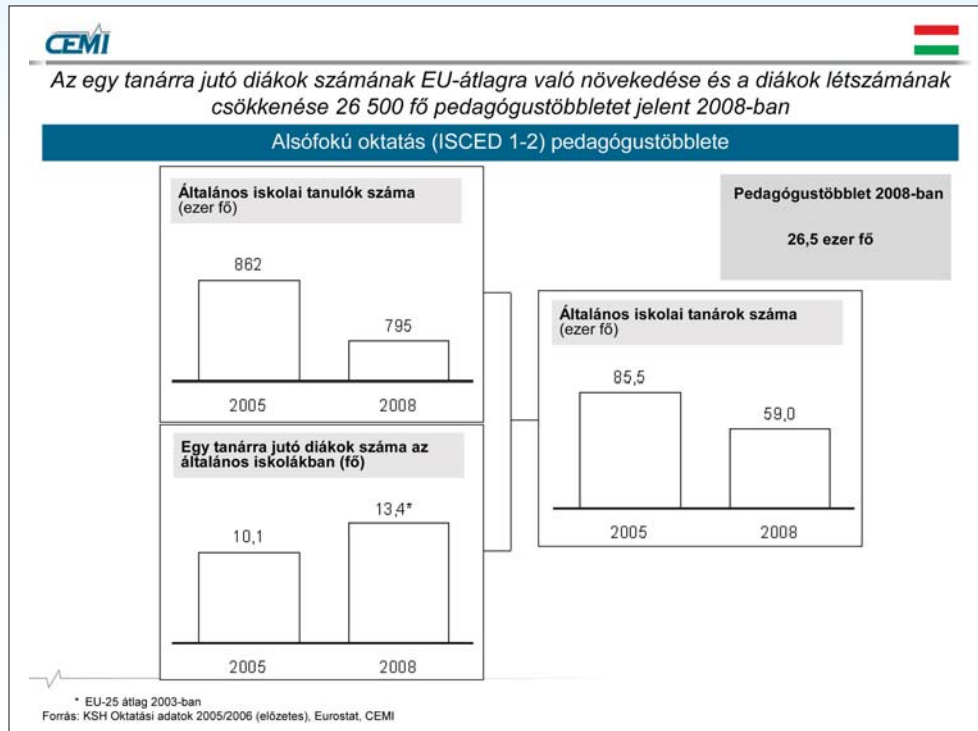 CEMI
Az egy tanárra jutó diákok számának EU-átlagra való növekedése és a diákok létszámának
csökkenése 26 500 fő pedagógustöbbletet jelent 2008-ban
Alsófokú oktatás (ISCED 1-2) pedagógustöbblete
Általános iskolai tanulók száma
(ezer fő)
862
795
2005
2008
Egy tanárra jutó diákok száma az
általános iskolákban (fő)
10,1
13,4*
2005
2008
Pedagógustöbblet 2008-ban
26,5 ezer fő
Általános iskolai tanárok száma
(ezer fő)
85,5
59,0
2005
2008
* EU-25 átlag 2003-ban
Forrás: KSH Oktatási adatok 2005/2006 (előzetes), Eurostat, CEMI